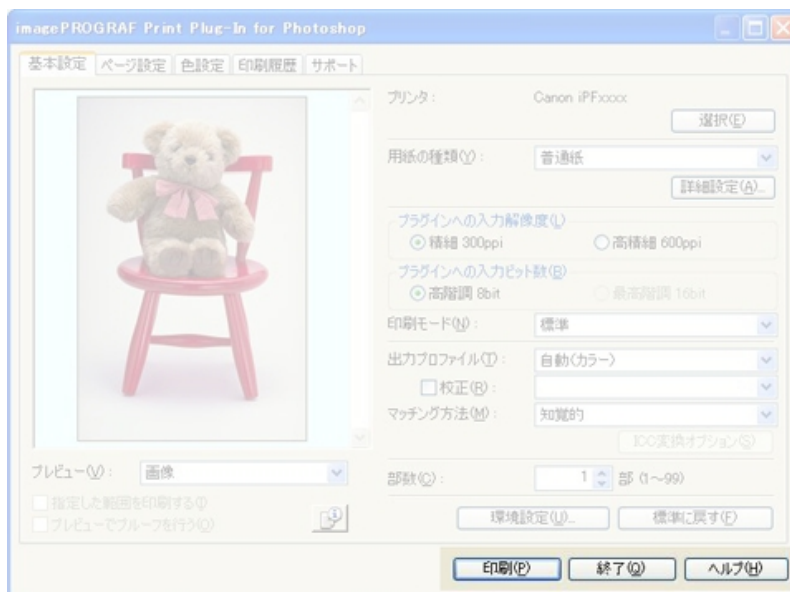 imagePROGRAF Print Plug-In for Photoshop
基本設定 ページ設定 色設定 印刷履歴 サポート
プリンタ： Canon iPFxxxx
選択(E)
用紙の種類(Y)： 普通紙
詳細設定(A)...
プラグインへの入力解像度(L)
精細 300ppi 高精細 600ppi
プラグインへの入力ビット数(B)
高階調 8bit 最高階調 16bit
印刷モード(N)： 標準
出力プロファイル(T)： 自動(カラー)
校正(R)：
マッチング方法(M)： 知覚的
ICC変換オプション(S)
プレビュー(V)： 画像
部数(C)： 1 部 (1～99)
指定した範囲を印刷する(I)
プレビューでプルーフを行う(O)
環境設定(U)... 標準に戻す(F)
印刷(P) 終了(Q) ヘルプ(H)